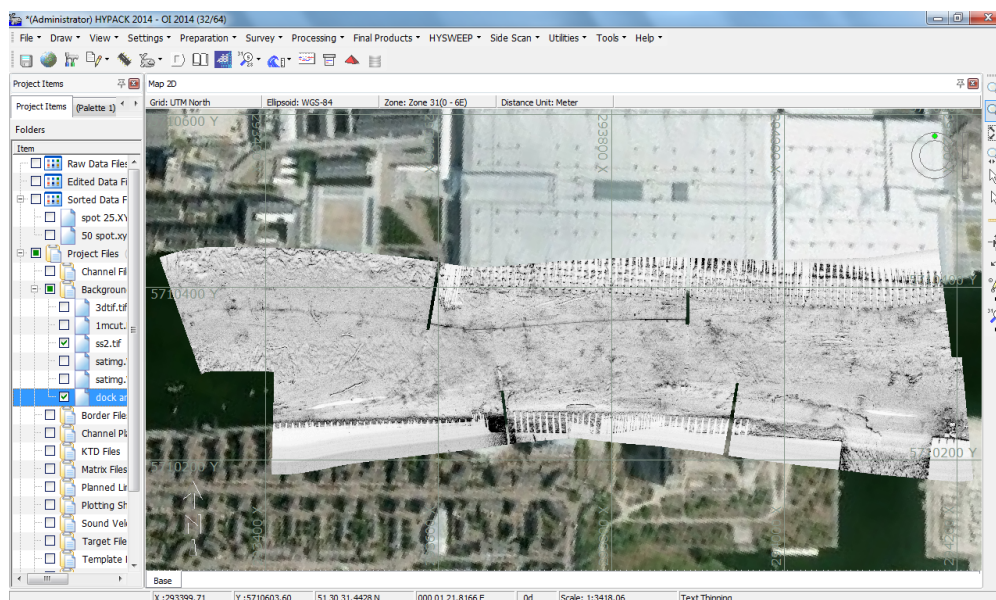 *(Administrator) HYPACK 2014 - OI 2014 (32/64)
File Draw View Settings Preparation Survey Processing Final Products HYSWEEP Side Scan Utilities Tools Help
Project Items
Map 2D
Project Items (Palette 1)
Grid: UTM North Ellipsoid: WGS-84 Zone: Zone 31(0 - 6E) Distance Unit: Meter
Folders
Item
Raw Data Files
Edited Data Fi
Sorted Data F
spot 25.XY
50 spot.xy
Project Files
Channel Fil
Background
3dtif.tif
1mcut.
ss2.tif
satimg.
satimg.
dock ar
Border File
Channel Pla
KTD Files
Matrix Files
Planned Lin
Plotting Sh
Sound Velo
Target File
Template F
10600 Y
293800 X
5710400 Y
5710200 Y
5710200 Y
Base
X :293399.71 Y :5710603.60 51 30 31.4428 N 000 01 21.8166 E 0d Scale: 1:3418.06 Text Thinning